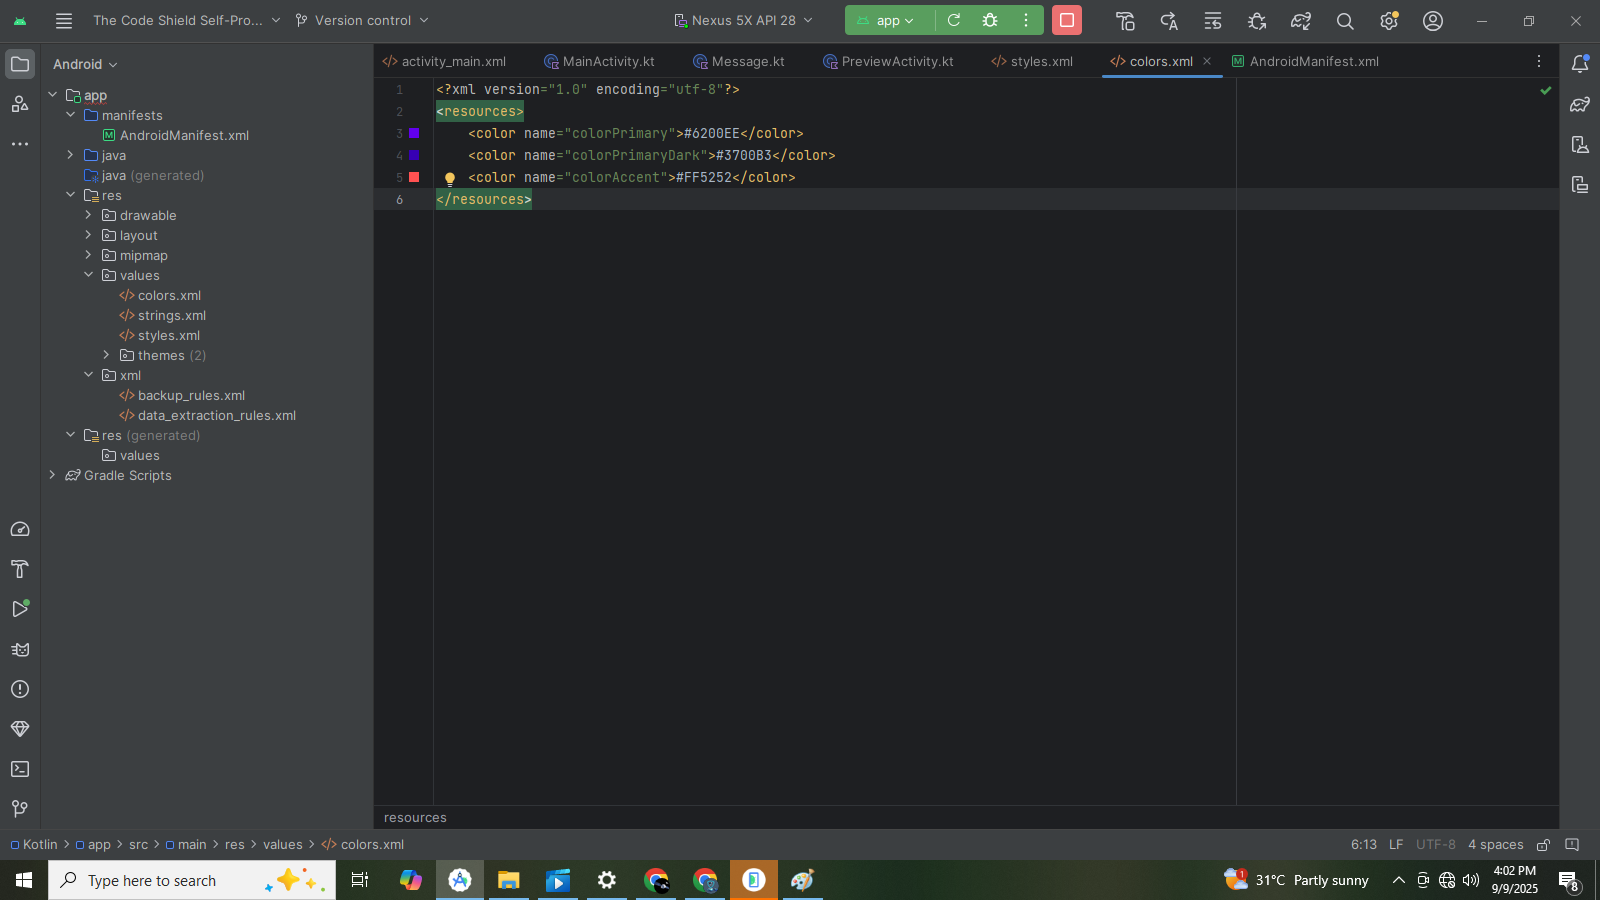 The Code Shield Self-Pro...
Version control
Nexus 5X API 28
app
Android
activity_main.xml
MainActivity.kt
Message.kt
PreviewActivity.kt
styles.xml
colors.xml
AndroidManifest.xml
app
manifests
AndroidManifest.xml
java
java (generated)
res
drawable
layout
mipmap
values
colors.xml
strings.xml
styles.xml
themes (2)
xml
backup_rules.xml
data_extraction_rules.xml
res (generated)
values
Gradle Scripts
1 <?xml version="1.0" encoding="utf-8"?>
2 <resources>
3 <color name="colorPrimary">#6200EE</color>
4 <color name="colorPrimaryDark">#3700B3</color>
5 <color name="colorAccent">#FF5252</color>
6 </resources>
resources
Kotlin > app > src > main > res > values > colors.xml
6:13 LF UTF-8 4 spaces
Type here to search
1
31°C Partly sunny
4:02 PM
9/9/2025
8